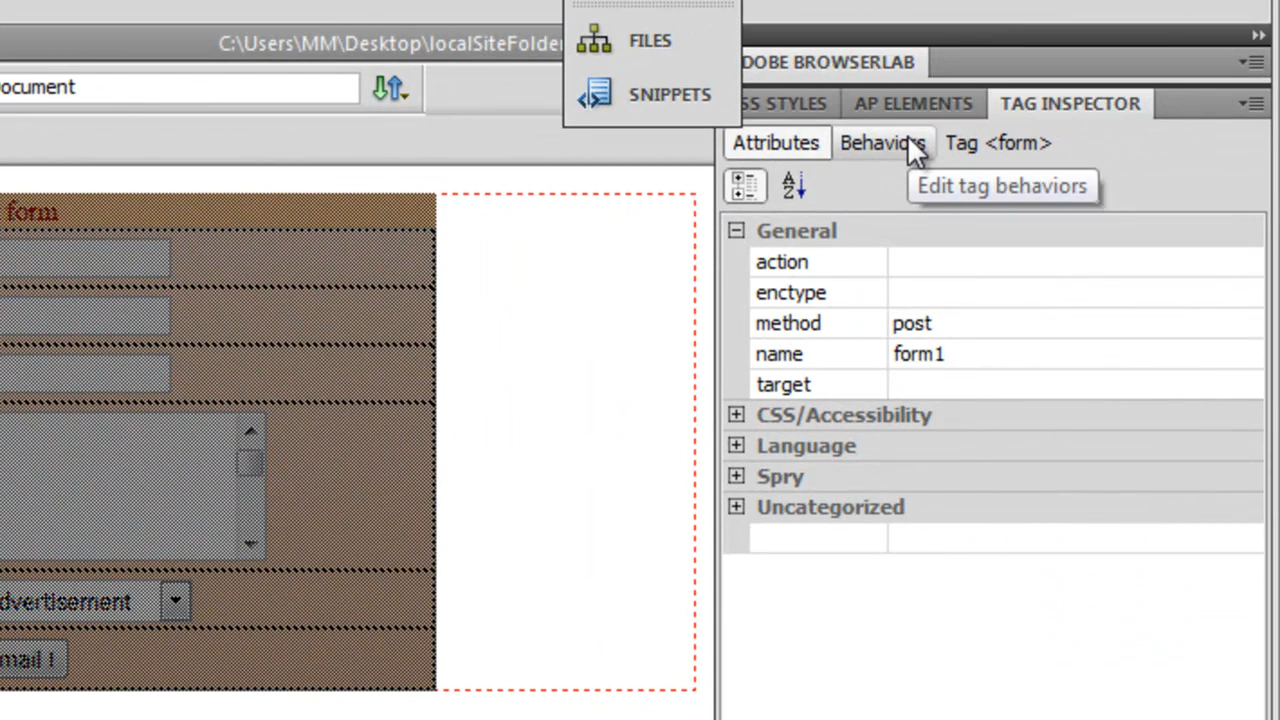 C:\Users\MM\Desktop\localSiteFolder
FILES
SNIPPETS
DOBE BROWSERLAB
ocument
SS STYLES
AP ELEMENTS
TAG INSPECTOR
Attributes
Behaviors
Tag <form>
Edit tag behaviors
General
action
enctype
method post
name form1
target
CSS/Accessibility
Language
Spry
Uncategorized
form
dvertisement
mail !